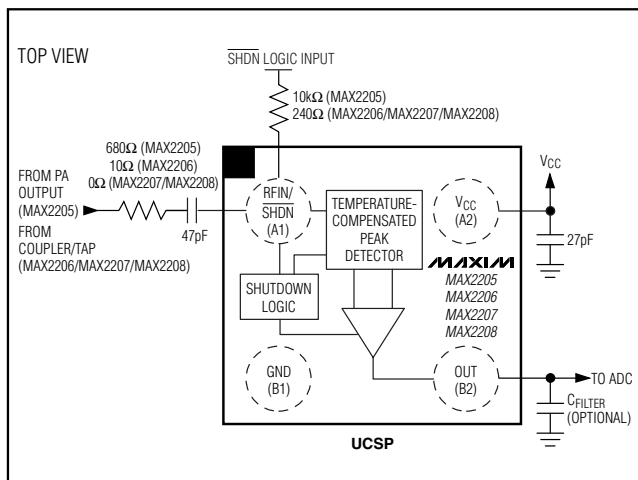 TOP VIEW
SHDN LOGIC INPUT
10kΩ (MAX2205)
240Ω (MAX2206/MAX2207/MAX2208)
680Ω (MAX2205)
10Ω (MAX2206)
0Ω (MAX2207/MAX2208)
FROM PA
OUTPUT
(MAX2205)
FROM
COUPLER/TAP
(MAX2206/MAX2207/MAX2208)
47pF
RFIN/
SHDN
(A1)
TEMPERATURE-
COMPENSATED
PEAK
DETECTOR
VCC
(A2)
VCC
27pF
SHUTDOWN
LOGIC
MAXIM
MAX2205
MAX2206
MAX2207
MAX2208
GND
(B1)
OUT
(B2)
TO ADC
CFILTER
(OPTIONAL)
UCSP